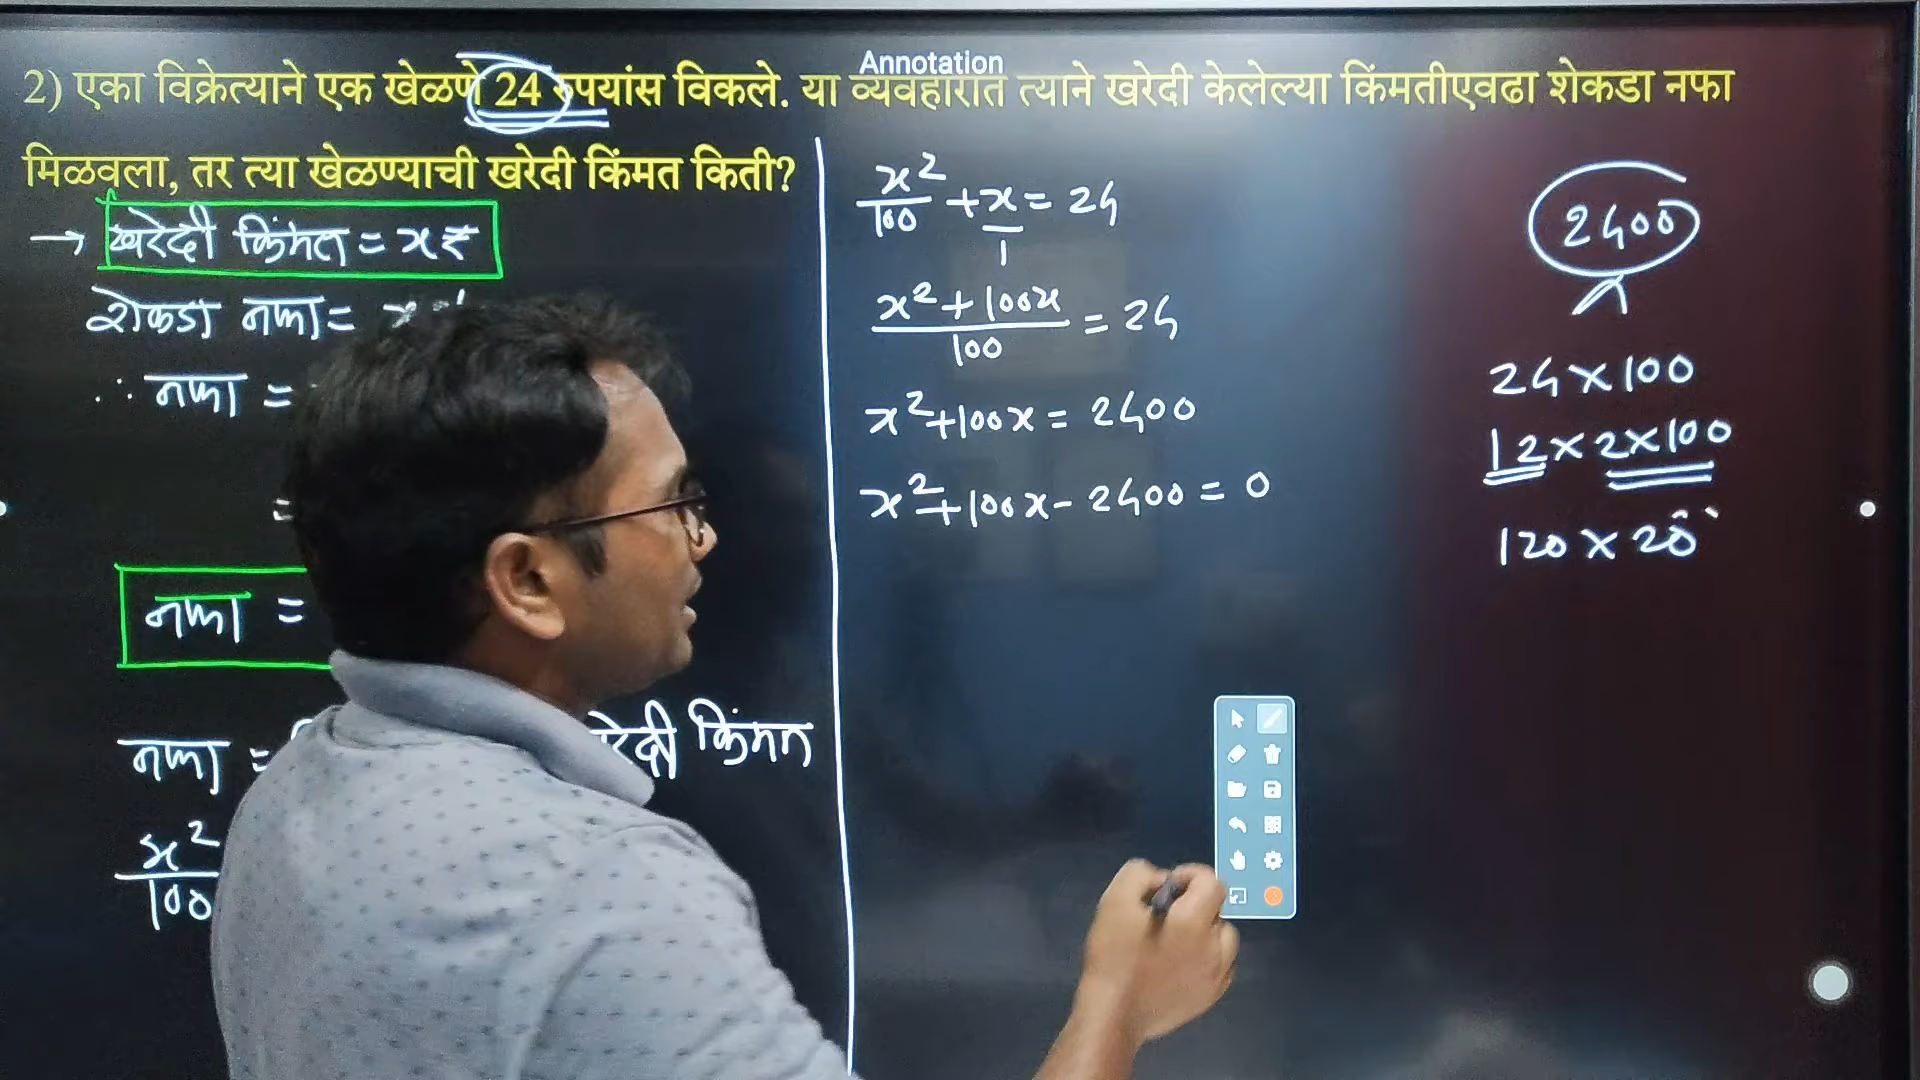 Annotation
2) एका विक्रेत्याने एक खेळणे 24 रुपयांस विकले. या व्यवहारात त्याने खरेदी केलेल्या किंमतीएवढा शेकडा नफा
मिळवला, तर त्या खेळण्याची खरेदी किंमत किती?
→ खरेदी किंमत = x ₹
शेकडा नफा =
∴ नफा =
=
नफा =
नफा =
किंमत
x²
100
x²/100 + x/1 = 24
x² + 100x / 100 = 24
x² + 100x = 2400
x² + 100x - 2400 = 0
2400
24 × 100
12 × 2 × 100
120 × 20